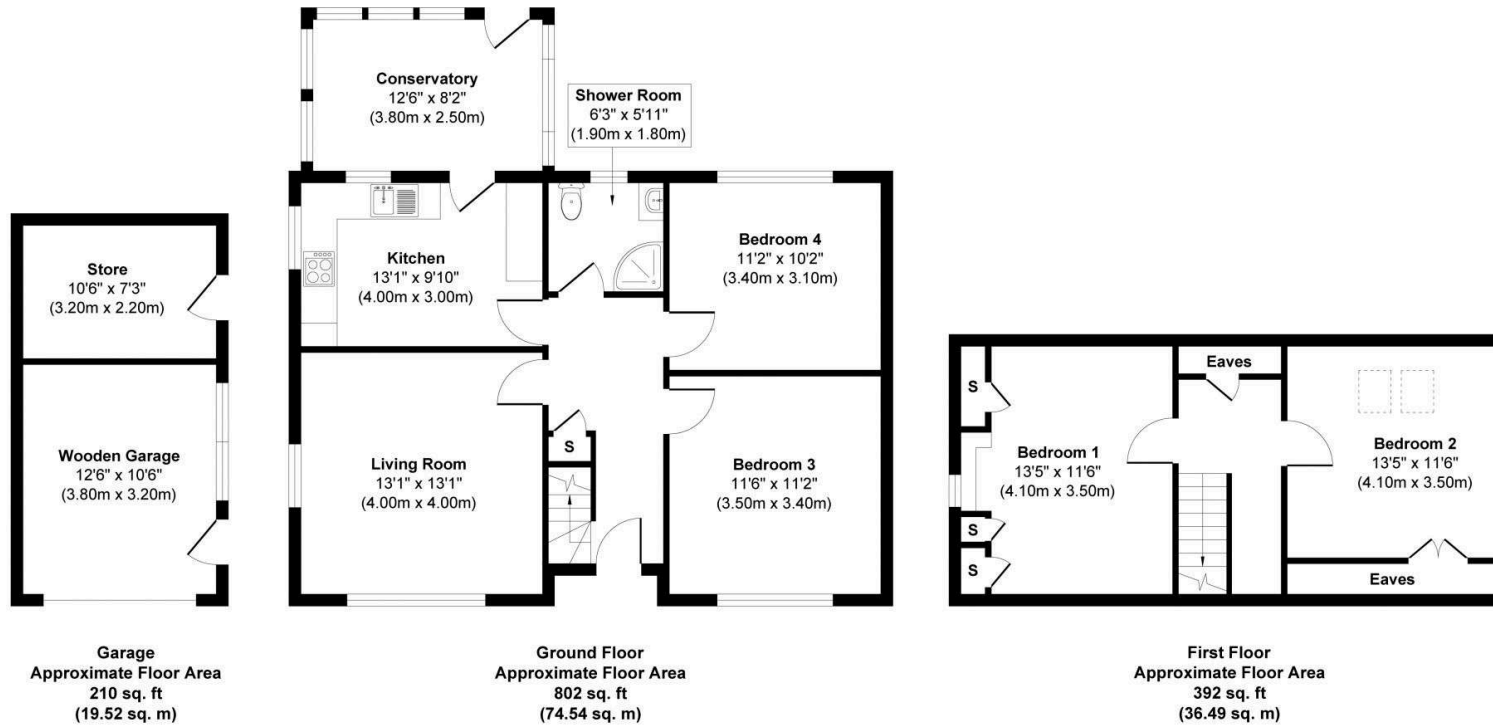 Conservatory
12'6" x 8'2"
(3.80m x 2.50m)
Shower Room
6'3" x 5'11"
(1.90m x 1.80m)
Store
10'6" x 7'3"
(3.20m x 2.20m)
Kitchen
13'1" x 9'10"
(4.00m x 3.00m)
Bedroom 4
11'2" x 10'2"
(3.40m x 3.10m)
Wooden Garage
12'6" x 10'6"
(3.80m x 3.20m)
Living Room
13'1" x 13'1"
(4.00m x 4.00m)
S
Bedroom 3
11'6" x 11'2"
(3.50m x 3.40m)
S
Eaves
Bedroom 1
13'5" x 11'6"
(4.10m x 3.50m)
Bedroom 2
13'5" x 11'6"
(4.10m x 3.50m)
S
S
Eaves
Garage
Approximate Floor Area
210 sq. ft
(19.52 sq. m)
Ground Floor
Approximate Floor Area
802 sq. ft
(74.54 sq. m)
First Floor
Approximate Floor Area
392 sq. ft
(36.49 sq. m)